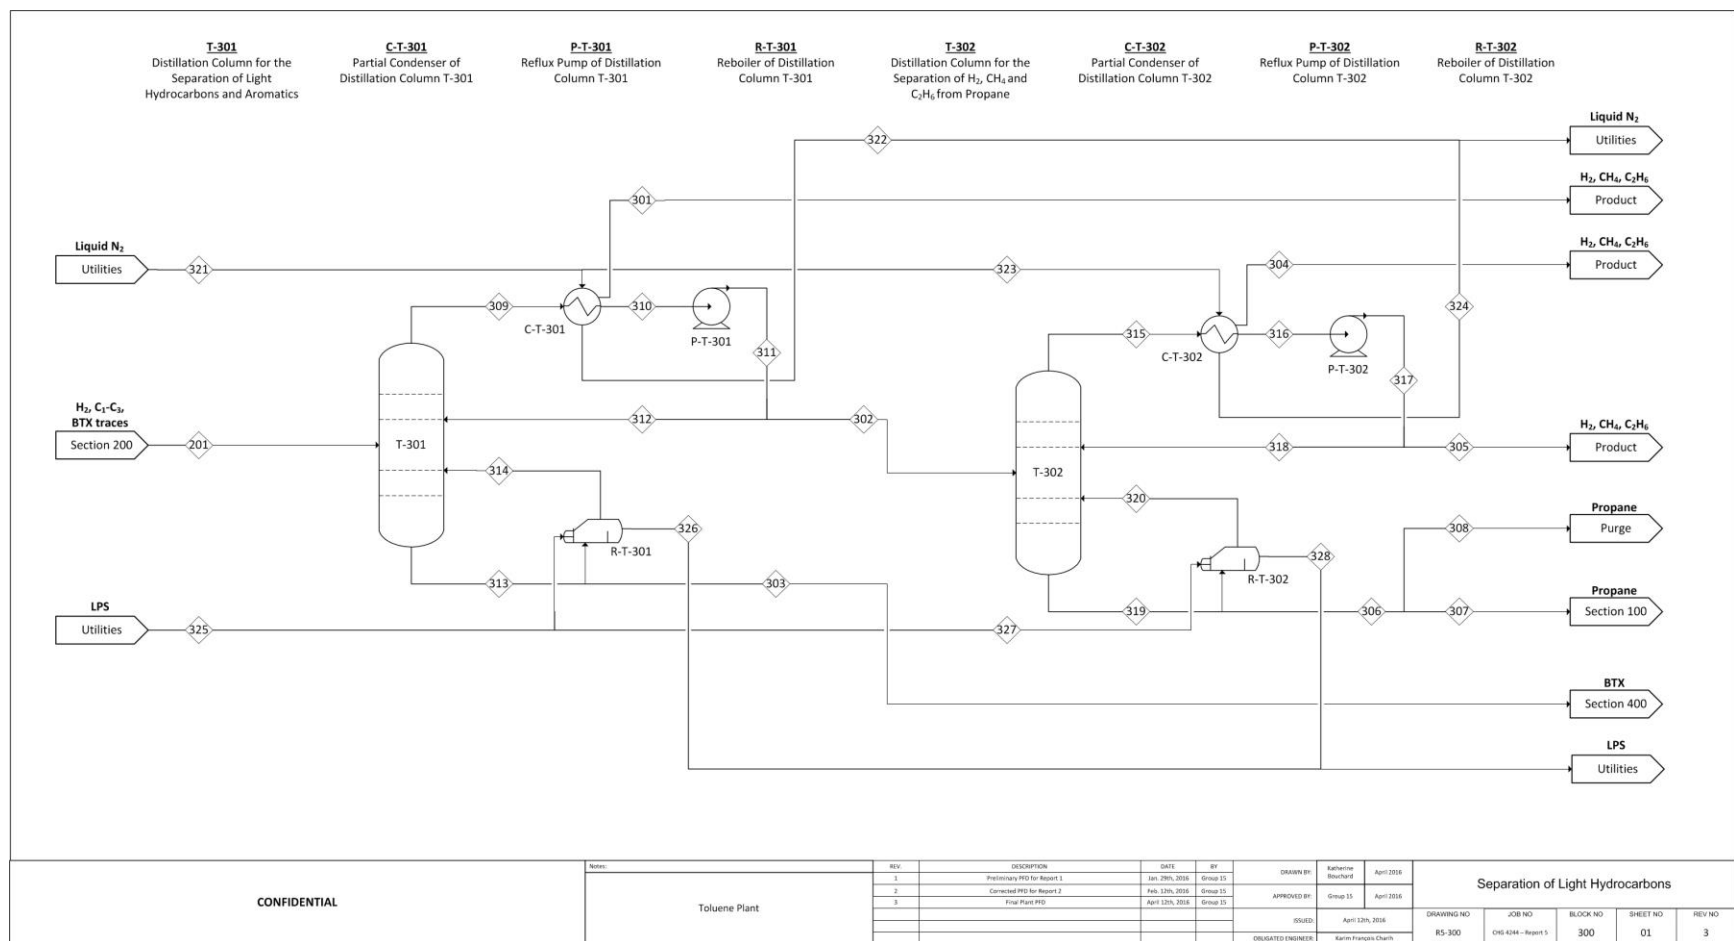 T-301
Distillation Column for the
Separation of Light
Hydrocarbons and Aromatics
C-T-301
Partial Condenser of
Distillation Column T-301
P-T-301
Reflux Pump of Distillation
Column T-301
R-T-301
Reboiler of Distillation
Column T-301
T-302
Distillation Column for the
Separation of H₂, CH₄ and
C₂H₆ from Propane
C-T-302
Partial Condenser of
Distillation Column T-302
P-T-302
Reflux Pump of Distillation
Column T-302
R-T-302
Reboiler of Distillation
Column T-302
Liquid N₂
Utilities
322
H₂, CH₄, C₂H₆
Product
301
Liquid N₂
Utilities
321
323
304
H₂, CH₄, C₂H₆
Product
309
C-T-301
310
P-T-301
311
315
C-T-302
316
P-T-302
317
324
H₂, C₁-C₃,
BTX traces
Section 200
201
T-301
312
302
314
T-302
318
305
H₂, CH₄, C₂H₆
Product
320
326
R-T-301
328
R-T-302
308
Propane
Purge
313
303
319
306
307
Propane
Section 100
LPS
Utilities
325
327
BTX
Section 400
LPS
Utilities
CONFIDENTIAL
Notes:
Toluene Plant
REV.
DESCRIPTION
DATE
BY
1
Preliminary PFD for Report 1
Jan. 29th, 2016
Group 15
2
Corrected PFD for Report 2
Feb. 12th, 2016
Group 15
3
Final Plant PFD
April 12th, 2016
Group 15
DRAWN BY:
Katherine
Bouchard
April 2016
APPROVED BY:
Group 15
April 2016
ISSUED:
April 12th, 2016
OBLIGATED ENGINEER:
Karim François Charih
Separation of Light Hydrocarbons
DRAWING NO
JOB NO
BLOCK NO
SHEET NO
REV NO
R5-300
CHG 4244 – Report 5
300
01
3